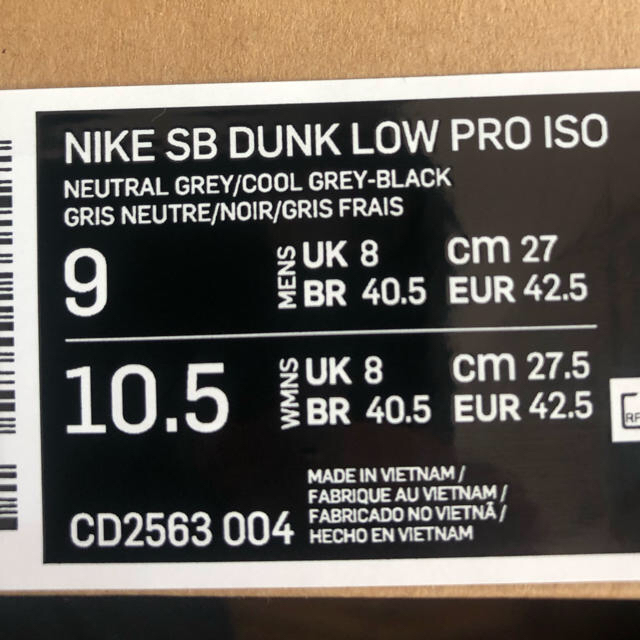 NIKE SB DUNK LOW PRO ISO
NEUTRAL GREY/COOL GREY-BLACK
GRIS NEUTRE/NOIR/GRIS FRAIS
9
MENS
UK 8 cm 27
BR 40.5 EUR 42.5
10.5
WMNS
UK 8 cm 27.5
BR 40.5 EUR 42.5
MADE IN VIETNAM /
FABRIQUE AU VIETNAM /
FABRICADO NO VIETNÃ /
HECHO EN VIETNAM
CD2563 004